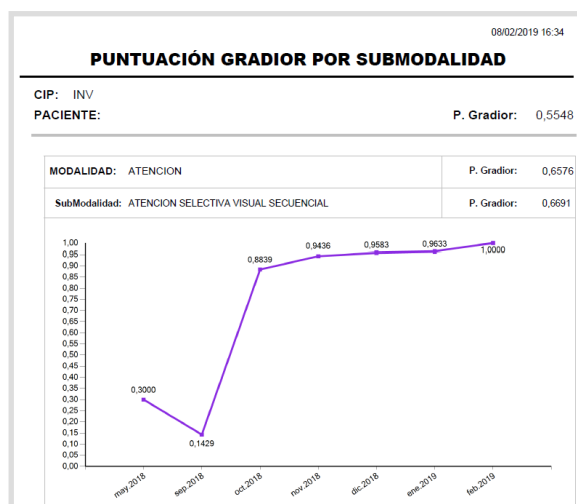 08/02/2019 16:34
PUNTUACIÓN GRADIOR POR SUBMODALIDAD
CIP: INV
PACIENTE: P. Gradior: 0,5548
MODALIDAD: ATENCION P. Gradior: 0,6576
SubModalidad: ATENCION SELECTIVA VISUAL SECUENCIAL P. Gradior: 0,6691
1,00
0,95
0,90
0,85
0,80
0,75
0,70
0,65
0,60
0,55
0,50
0,45
0,40
0,35
0,30
0,25
0,20
0,15
0,10
0,05
0,00
0,3000
0,1429
0,8839
0,9436
0,9583
0,9633
1,0000
may.2018
sep.2018
oct.2018
nov.2018
dic.2018
ene.2019
feb.2019